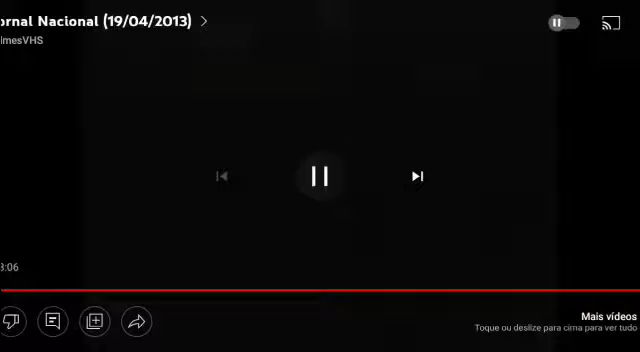 ornal Nacional (19/04/2013)
lmesVHS
3:06
Mais vídeos
Toque ou deslize para cima para ver tudo